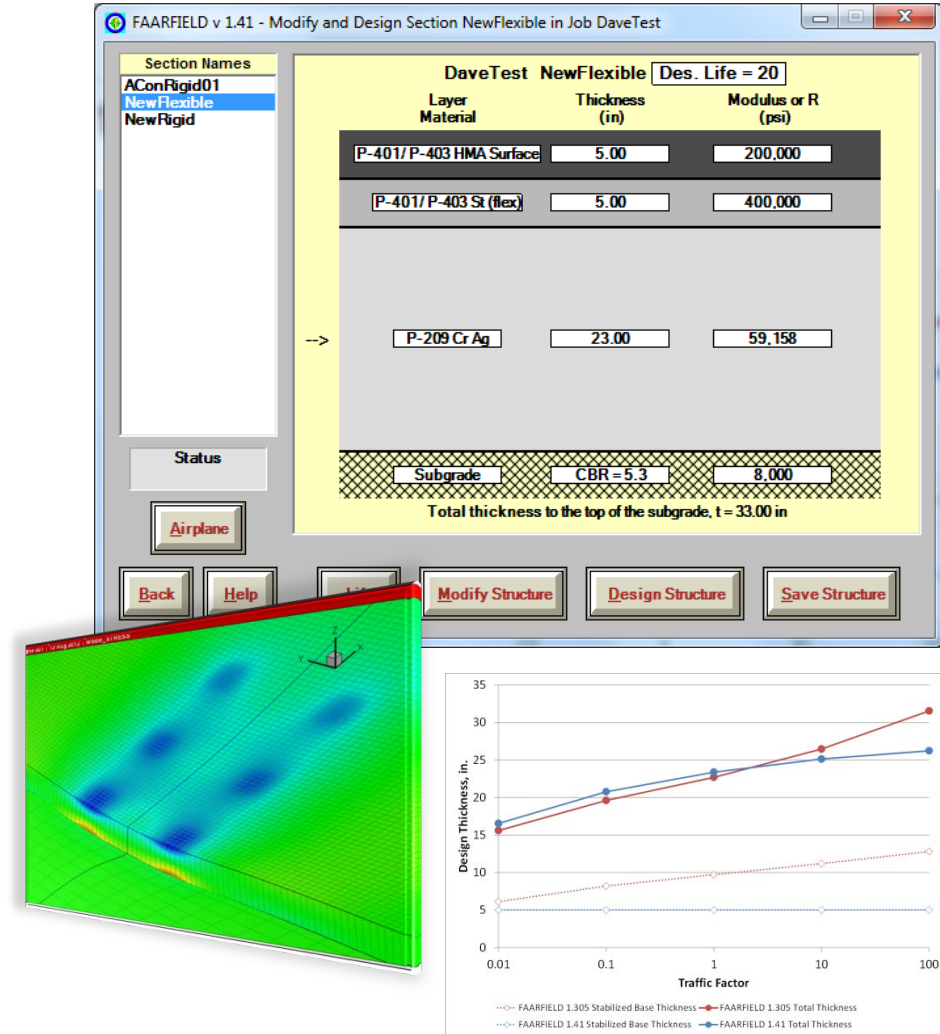 FAARFIELD v 1.41 - Modify and Design Section NewFlexible in Job DaveTest
Section Names
AConRigid01
NewFlexible
NewRigid
DaveTest NewFlexible Des. Life = 20
Layer Material Thickness (in) Modulus or R (psi)
P-401/ P-403 HMA Surface 5.00 200,000
P-401/ P-403 St (flex) 5.00 400,000
--> P-209 Cr Ag 23.00 59,158
Subgrade CBR = 5.3 8,000
Total thickness to the top of the subgrade, t = 33.00 in
Status
Airplane
Back Help Modify Structure Design Structure Save Structure
Z
Y X
Design Thickness, in.
35
30
25
20
15
10
5
0
0.01 0.1 1 10 100
Traffic Factor
FAARFIELD 1.305 Stabilized Base Thickness FAARFIELD 1.305 Total Thickness
FAARFIELD 1.41 Stabilized Base Thickness FAARFIELD 1.41 Total Thickness